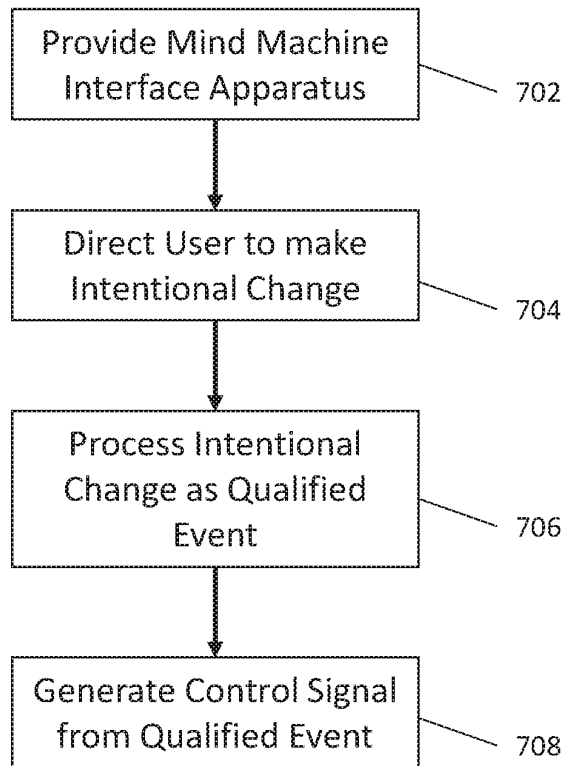 Provide Mind Machine
Interface Apparatus
702
Direct User to make
Intentional Change
704
Process Intentional
Change as Qualified
Event
706
Generate Control Signal
from Qualified Event
708